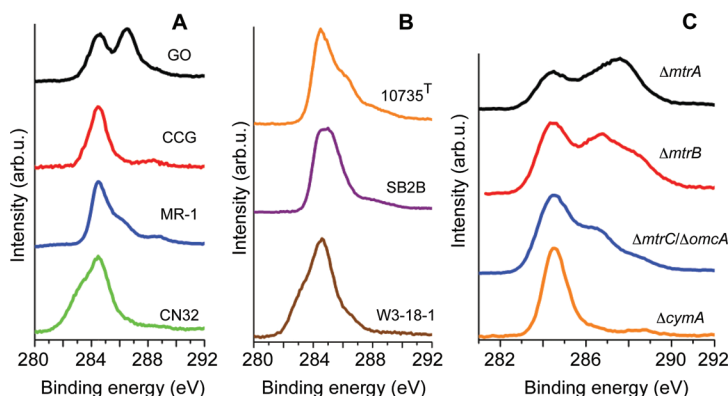 A
GO
CCG
MR-1
CN32
Intensity (arb.u.)
280 284 288 292
Binding energy (eV)
B
10735ᵀ
SB2B
W3-18-1
Intensity (arb.u.)
280 284 288 292
Binding energy (eV)
C
ΔmtrA
ΔmtrB
ΔmtrC/ΔomcA
ΔcymA
Intensity (arb.u.)
282 284 286 288 290 292
Binding energy (eV)